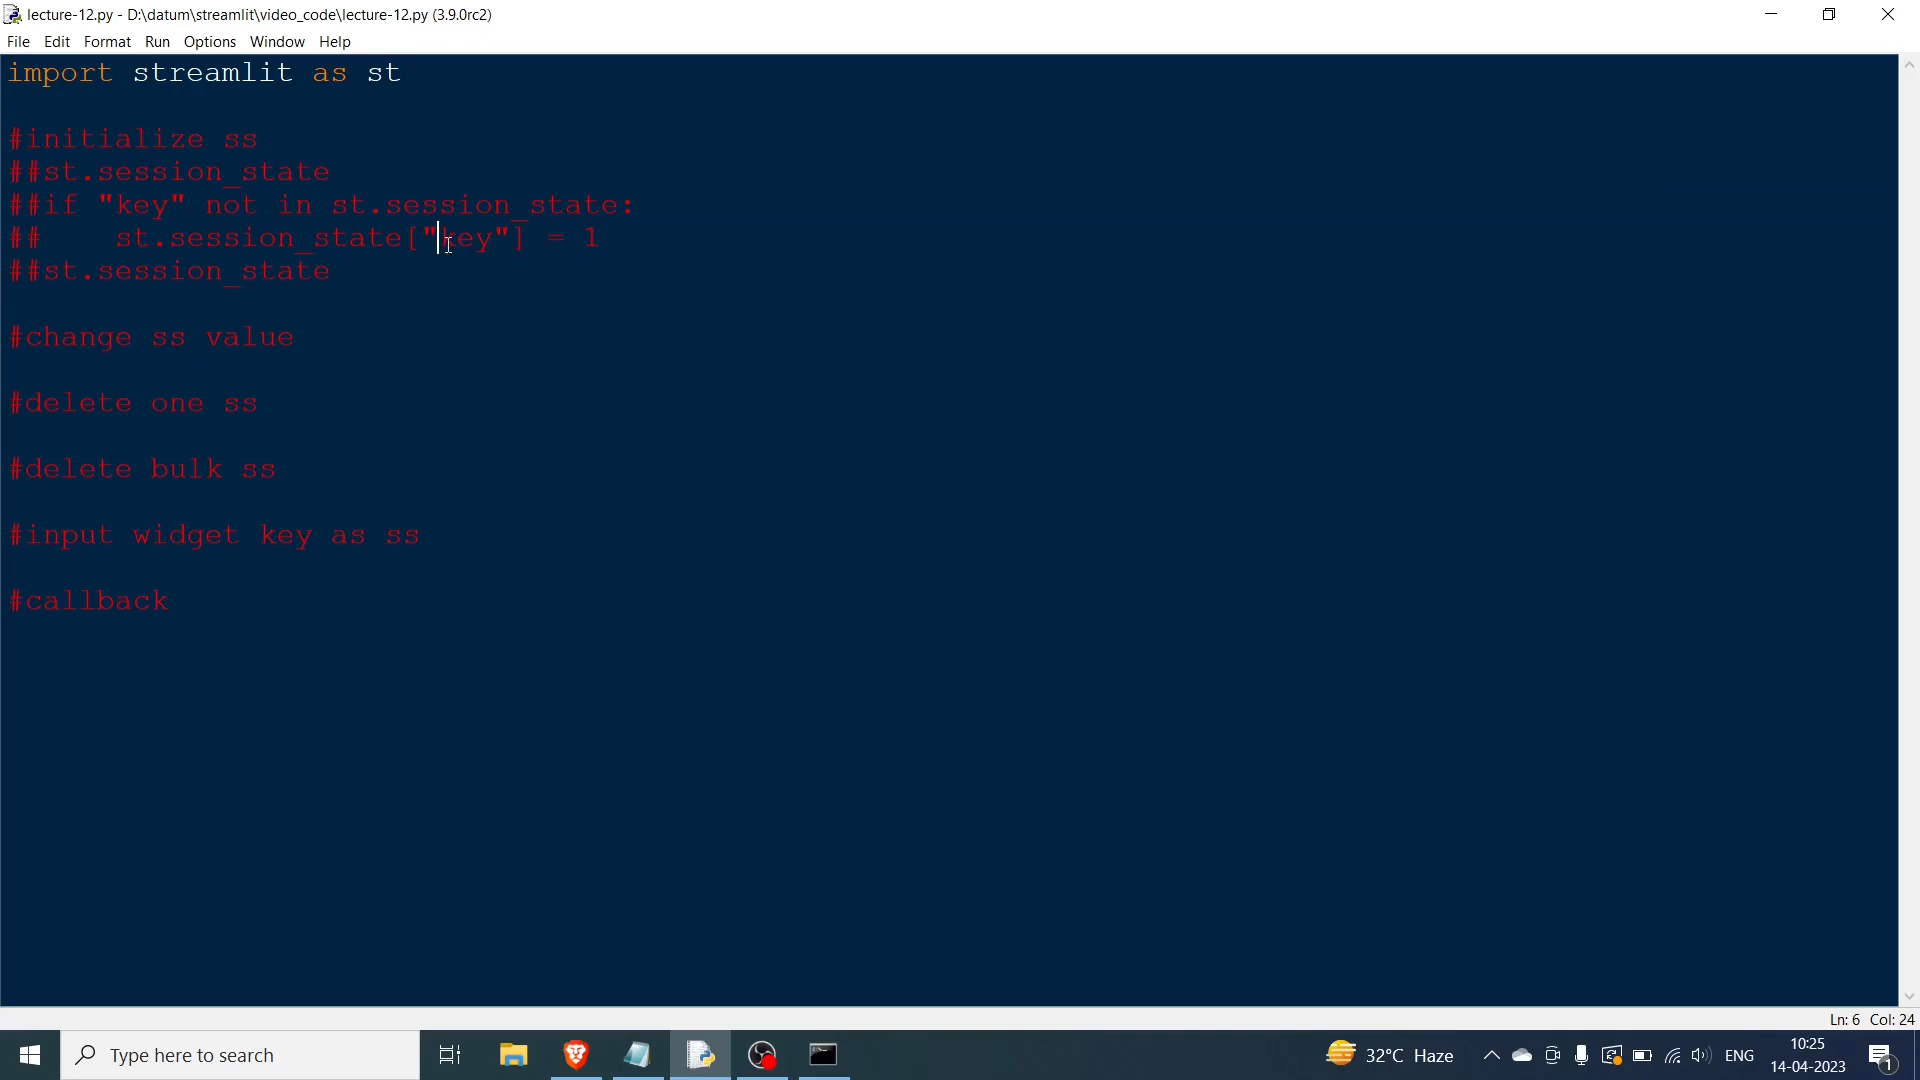 lecture-12.py - D:\datum\streamlit\video_code\lecture-12.py (3.9.0rc2)
File Edit Format Run Options Window Help
import streamlit as st
#initialize ss
##st.session_state
##if "key" not in st.session_state:
##    st.session_state["key"] = 1
##st.session_state
#change ss value
#delete one ss
#delete bulk ss
#input widget key as ss
#callback
Ln: 6 Col: 24
Type here to search
32°C Haze
ENG
10:25
14-04-2023
1